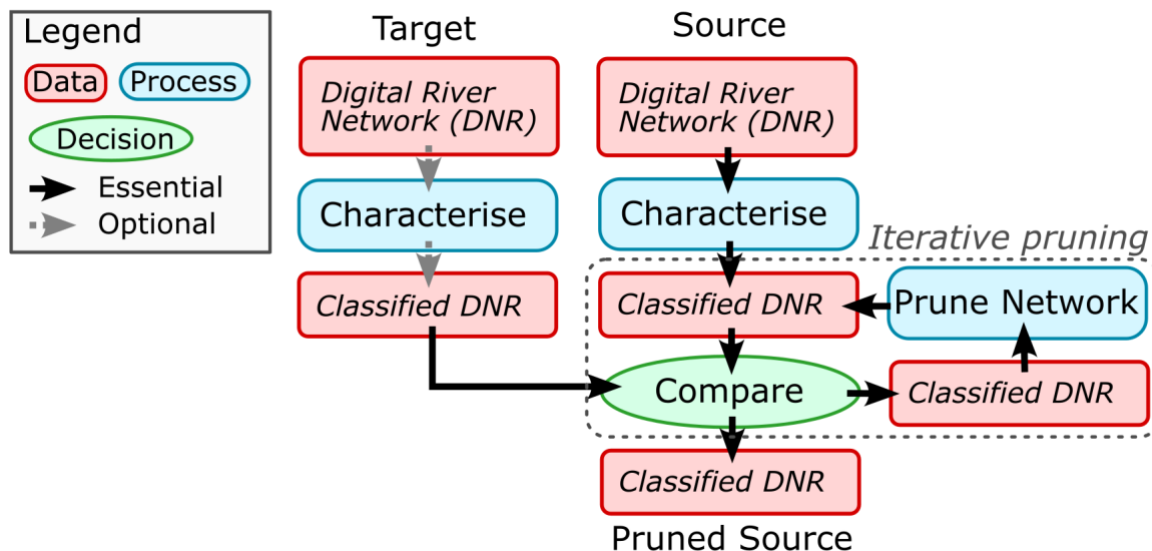 Legend
Data
Process
Decision
Essential
Optional
Target
Digital River
Network (DNR)
Characterise
Classified DNR
Source
Digital River
Network (DNR)
Characterise
Iterative pruning
Classified DNR
Prune Network
Compare
Classified DNR
Classified DNR
Pruned Source